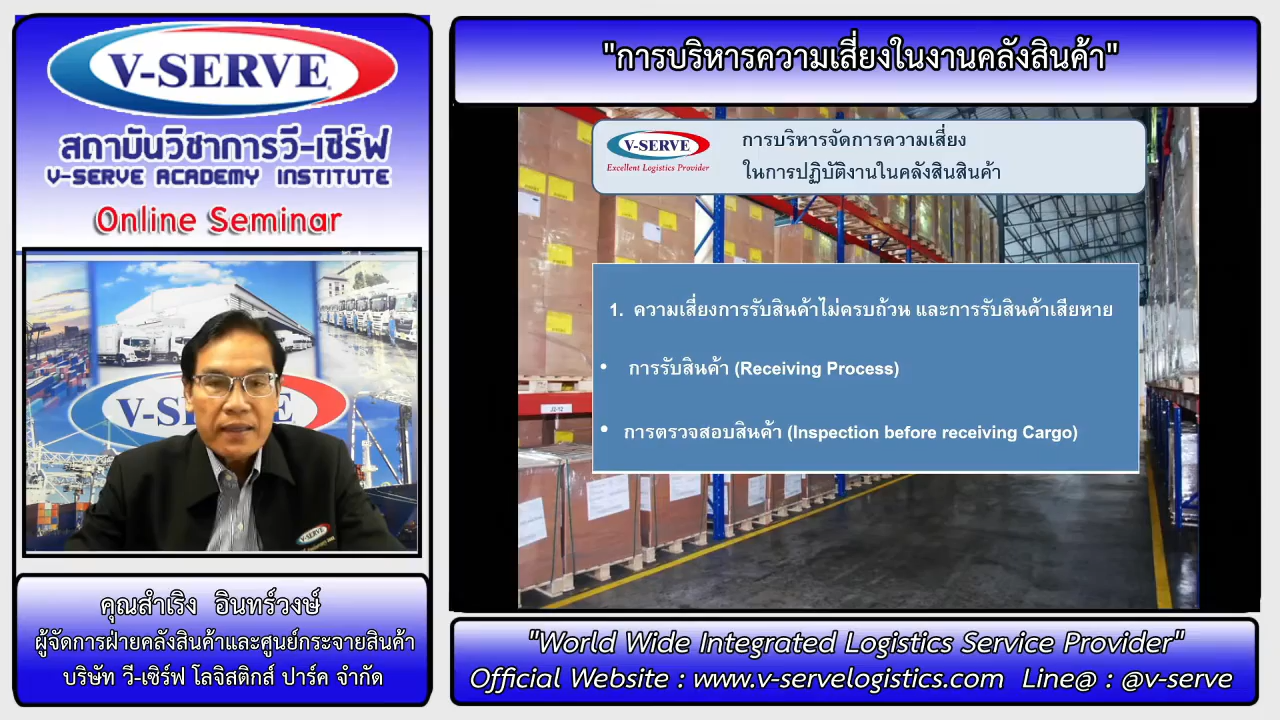 V-SERVE
สถาบันวิชาการวี-เซิร์ฟ
V-SERVE ACADEMY INSTITUTE
Online Seminar
V-SERVE
คุณสำเริง อินทร์วงษ์
ผู้จัดการฝ่ายคลังสินค้าและศูนย์กระจายสินค้า
บริษัท วี-เซิร์ฟ โลจิสติกส์ ปาร์ค จำกัด
"การบริหารความเสี่ยงในงานคลังสินค้า"
V-SERVE
Excellent Logistics Provider
การบริหารจัดการความเสี่ยง
ในการปฏิบัติงานในคลังสินสินค้า
1. ความเสี่ยงการรับสินค้าไม่ครบถ้วน และการรับสินค้าเสียหาย
• การรับสินค้า (Receiving Process)
• การตรวจสอบสินค้า (Inspection before receiving Cargo)
"World Wide Integrated Logistics Service Provider"
Official Website : www.v-servelogistics.com Line@ : @v-serve